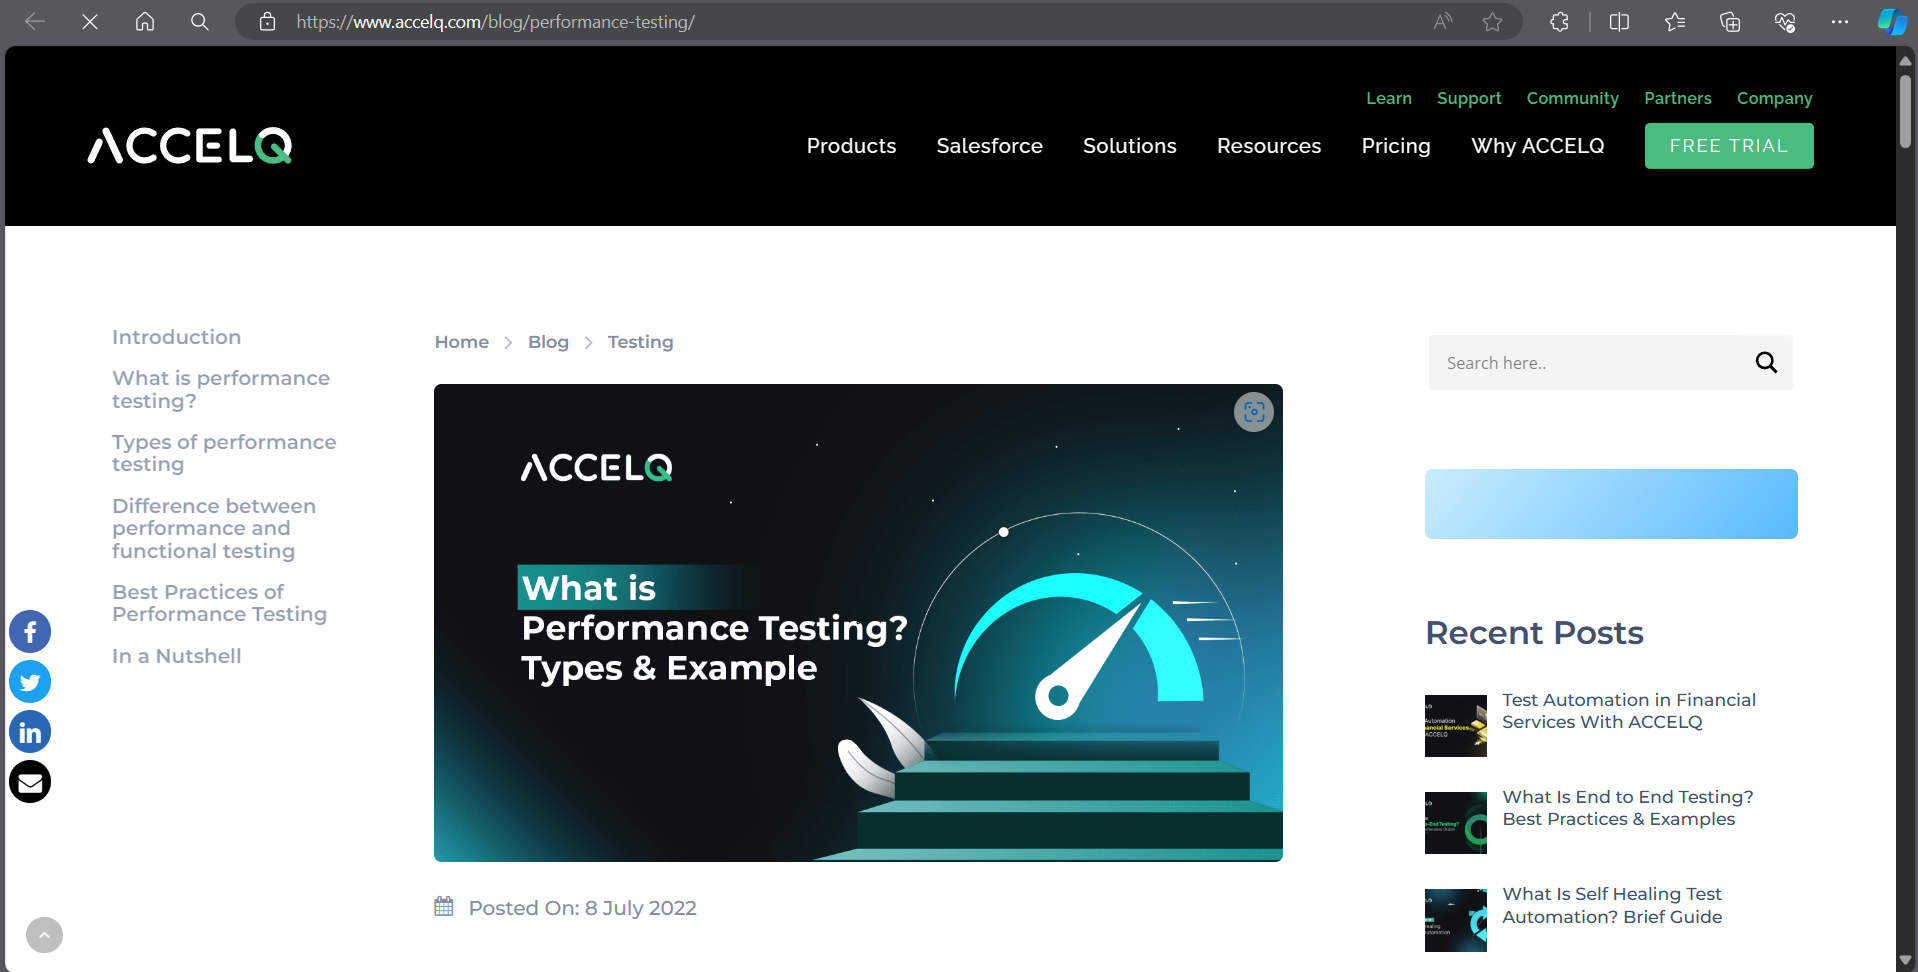 https://www.accelq.com/blog/performance-testing/
Learn Support Community Partners Company
ACCELQ
Products Salesforce Solutions Resources Pricing Why ACCELQ FREE TRIAL
Introduction
What is performance
testing?
Types of performance
testing
Difference between
performance and
functional testing
Best Practices of
Performance Testing
In a Nutshell
Home > Blog > Testing
ACCELQ
What is
Performance Testing?
Types & Example
Posted On: 8 July 2022
Search here..
Recent Posts
Test Automation in Financial
Services With ACCELQ
What Is End to End Testing?
Best Practices & Examples
What Is Self Healing Test
Automation? Brief Guide